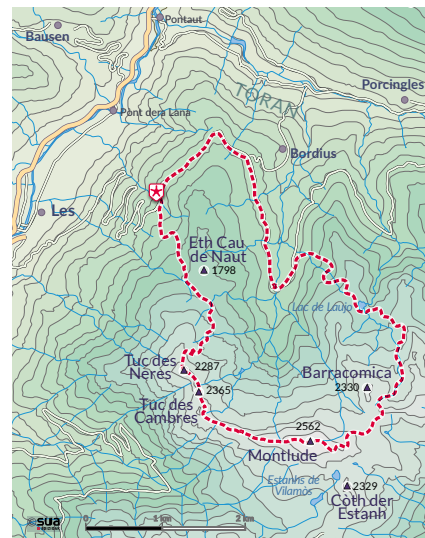 Pontaut
Bausen
Porcingles
TORAN
Pont dera Lana
Bordius
Les
Eth Cau
de Naut
1798
Lac de Laujo
Tuc des
Neres
2287
Barracomica
2330
2365
Tuc des
Cambres
2562
Montlude
Estanhs de
Vilamòs
2329
Còth der
Estanh
sua
0 1 km 2 km